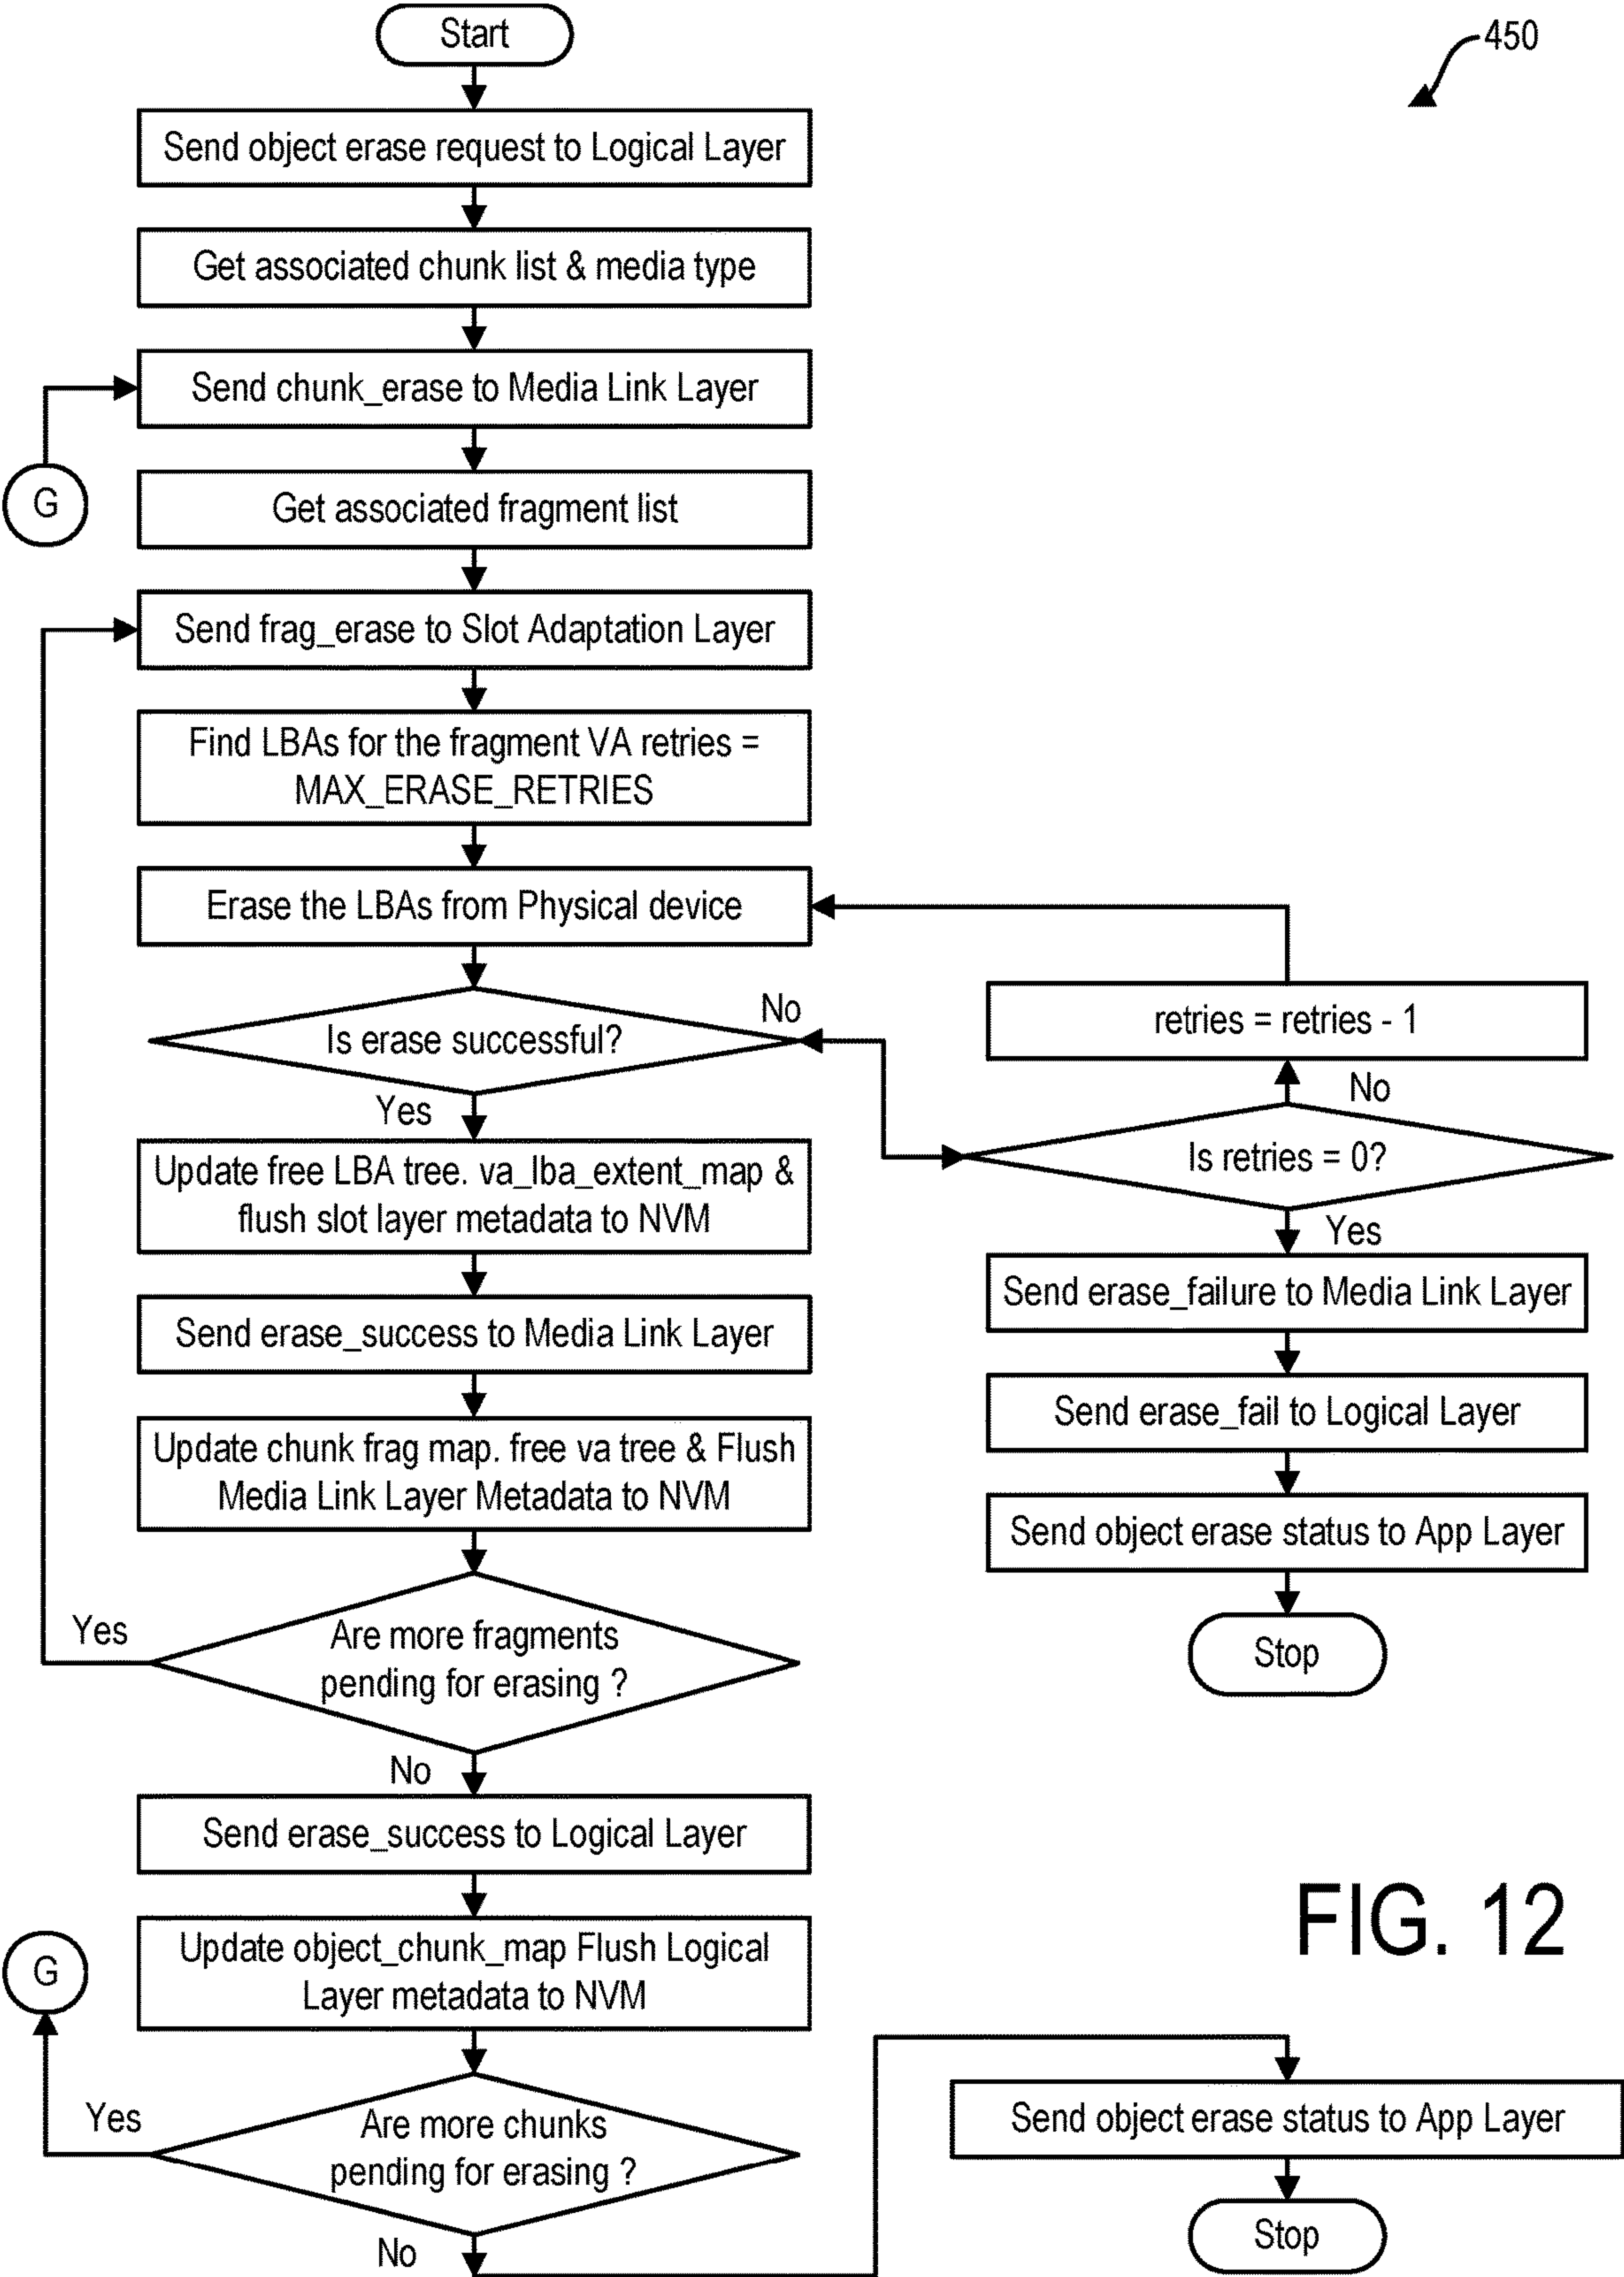 Start
450
Send object erase request to Logical Layer
Get associated chunk list & media type
Send chunk_erase to Media Link Layer
G
Get associated fragment list
Send frag_erase to Slot Adaptation Layer
Find LBAs for the fragment VA retries =
MAX_ERASE_RETRIES
Erase the LBAs from Physical device
Is erase successful?
No
Yes
retries = retries - 1
No
Is retries = 0?
Yes
Update free LBA tree. va_lba_extent_map &
flush slot layer metadata to NVM
Send erase_failure to Media Link Layer
Send erase_success to Media Link Layer
Send erase_fail to Logical Layer
Update chunk frag map. free va tree & Flush
Media Link Layer Metadata to NVM
Send object erase status to App Layer
Stop
Are more fragments
pending for erasing ?
Yes
No
Send erase_success to Logical Layer
FIG. 12
Update object_chunk_map Flush Logical
Layer metadata to NVM
G
Are more chunks
pending for erasing ?
Yes
No
Send object erase status to App Layer
Stop